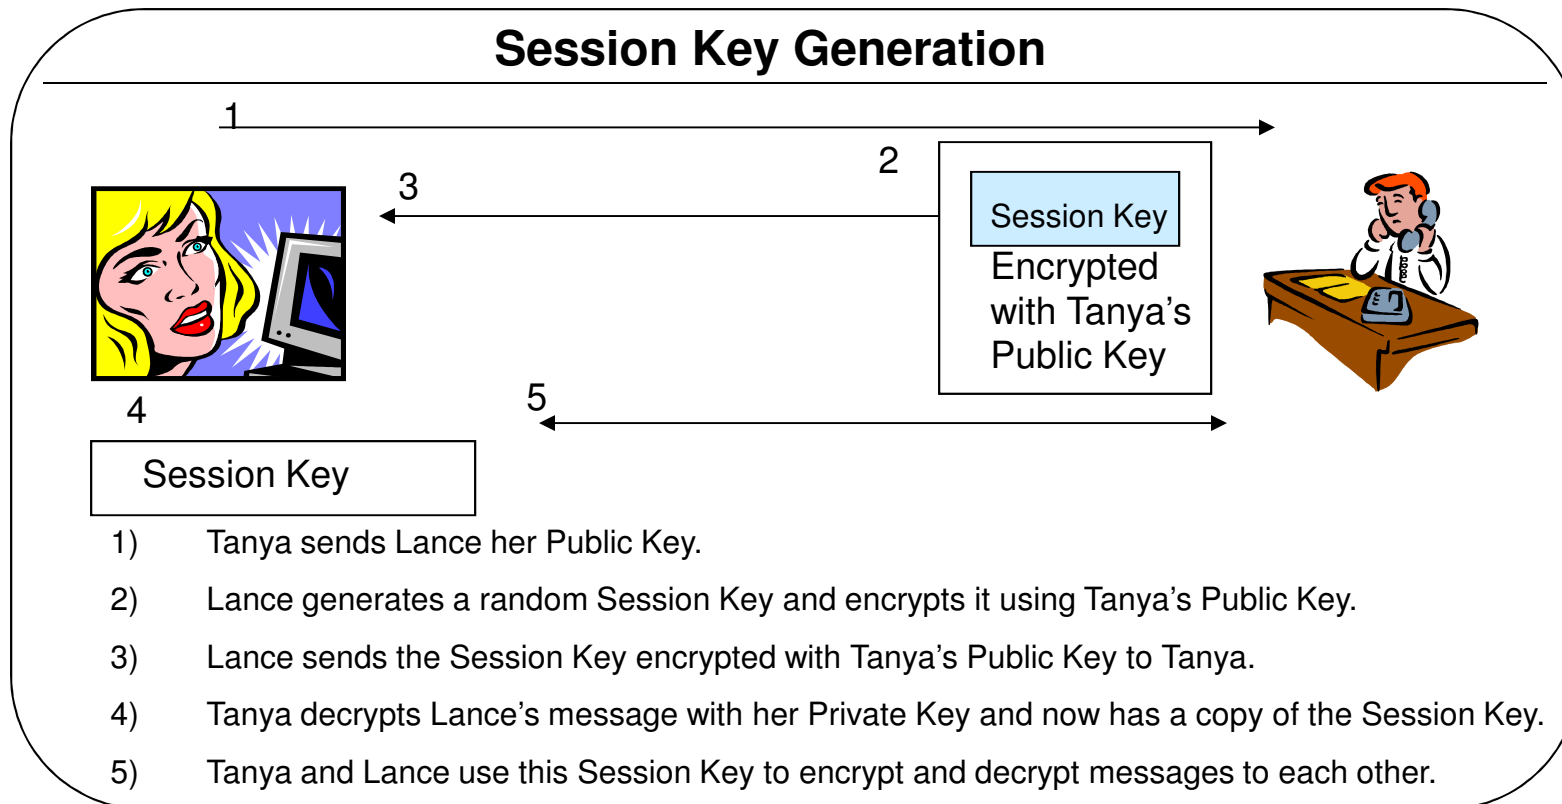 Session Key Generation
1
2
3
Session Key
Encrypted
with Tanya’s
Public Key
4
5
Session Key
1) Tanya sends Lance her Public Key.
2) Lance generates a random Session Key and encrypts it using Tanya’s Public Key.
3) Lance sends the Session Key encrypted with Tanya’s Public Key to Tanya.
4) Tanya decrypts Lance’s message with her Private Key and now has a copy of the Session Key.
5) Tanya and Lance use this Session Key to encrypt and decrypt messages to each other.